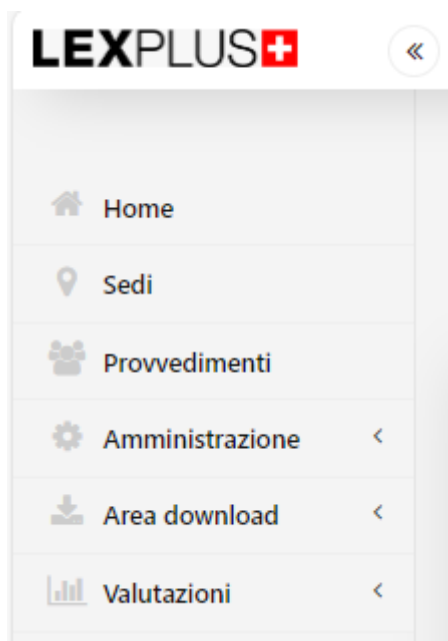 LEXPLUS
Home
Sedi
Provvedimenti
Amministrazione
Area download
Valutazioni